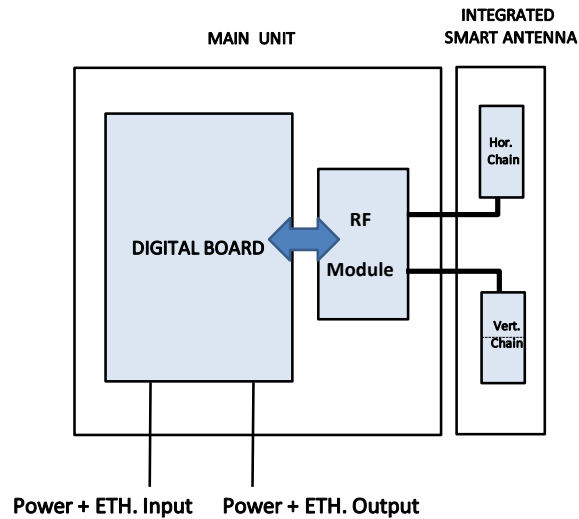 INTEGRATED
SMART ANTENNA
MAIN UNIT
Hor.
Chain
RF
Module
DIGITAL BOARD
Vert.
Chain
Power + ETH. Input
Power + ETH. Output